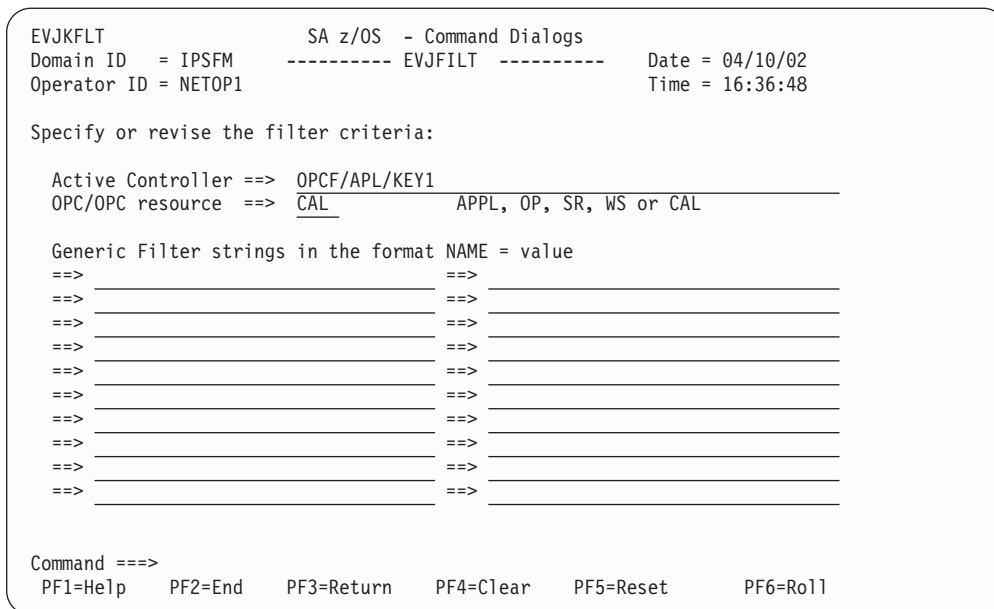 EVJKFLT SA z/OS - Command Dialogs
Domain ID = IPSFM ---------- EVJFILT ---------- Date = 04/10/02
Operator ID = NETOP1 Time = 16:36:48
Specify or revise the filter criteria:
Active Controller ==> OPCF/APL/KEY1
OPC/OPC resource ==> CAL APPL, OP, SR, WS or CAL
Generic Filter strings in the format NAME = value
==> ==>
==> ==>
==> ==>
==> ==>
==> ==>
==> ==>
==> ==>
==> ==>
==> ==>
==> ==>
Command ===>
PF1=Help PF2=End PF3=Return PF4=Clear PF5=Reset PF6=Roll